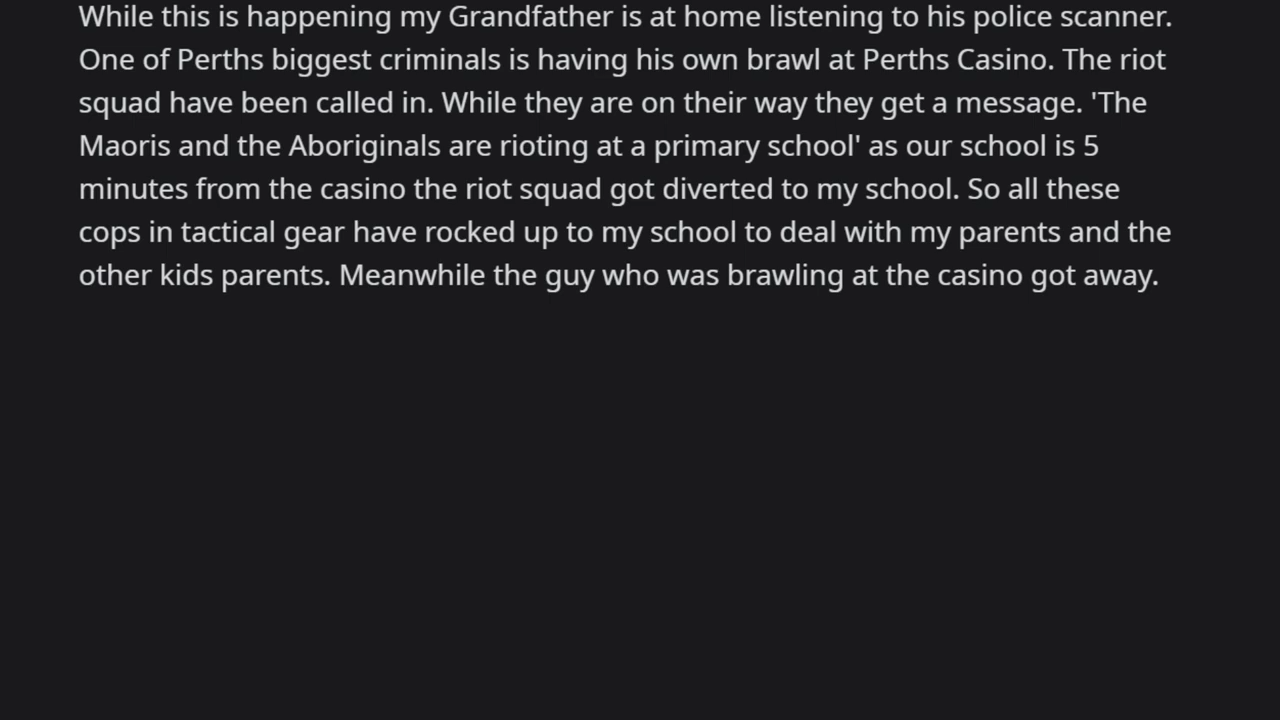 While this is happening my Grandfather is at home listening to his police scanner.
One of Perths biggest criminals is having his own brawl at Perths Casino. The riot
squad have been called in. While they are on their way they get a message. 'The
Maoris and the Aboriginals are rioting at a primary school' as our school is 5
minutes from the casino the riot squad got diverted to my school. So all these
cops in tactical gear have rocked up to my school to deal with my parents and the
other kids parents. Meanwhile the guy who was brawling at the casino got away.